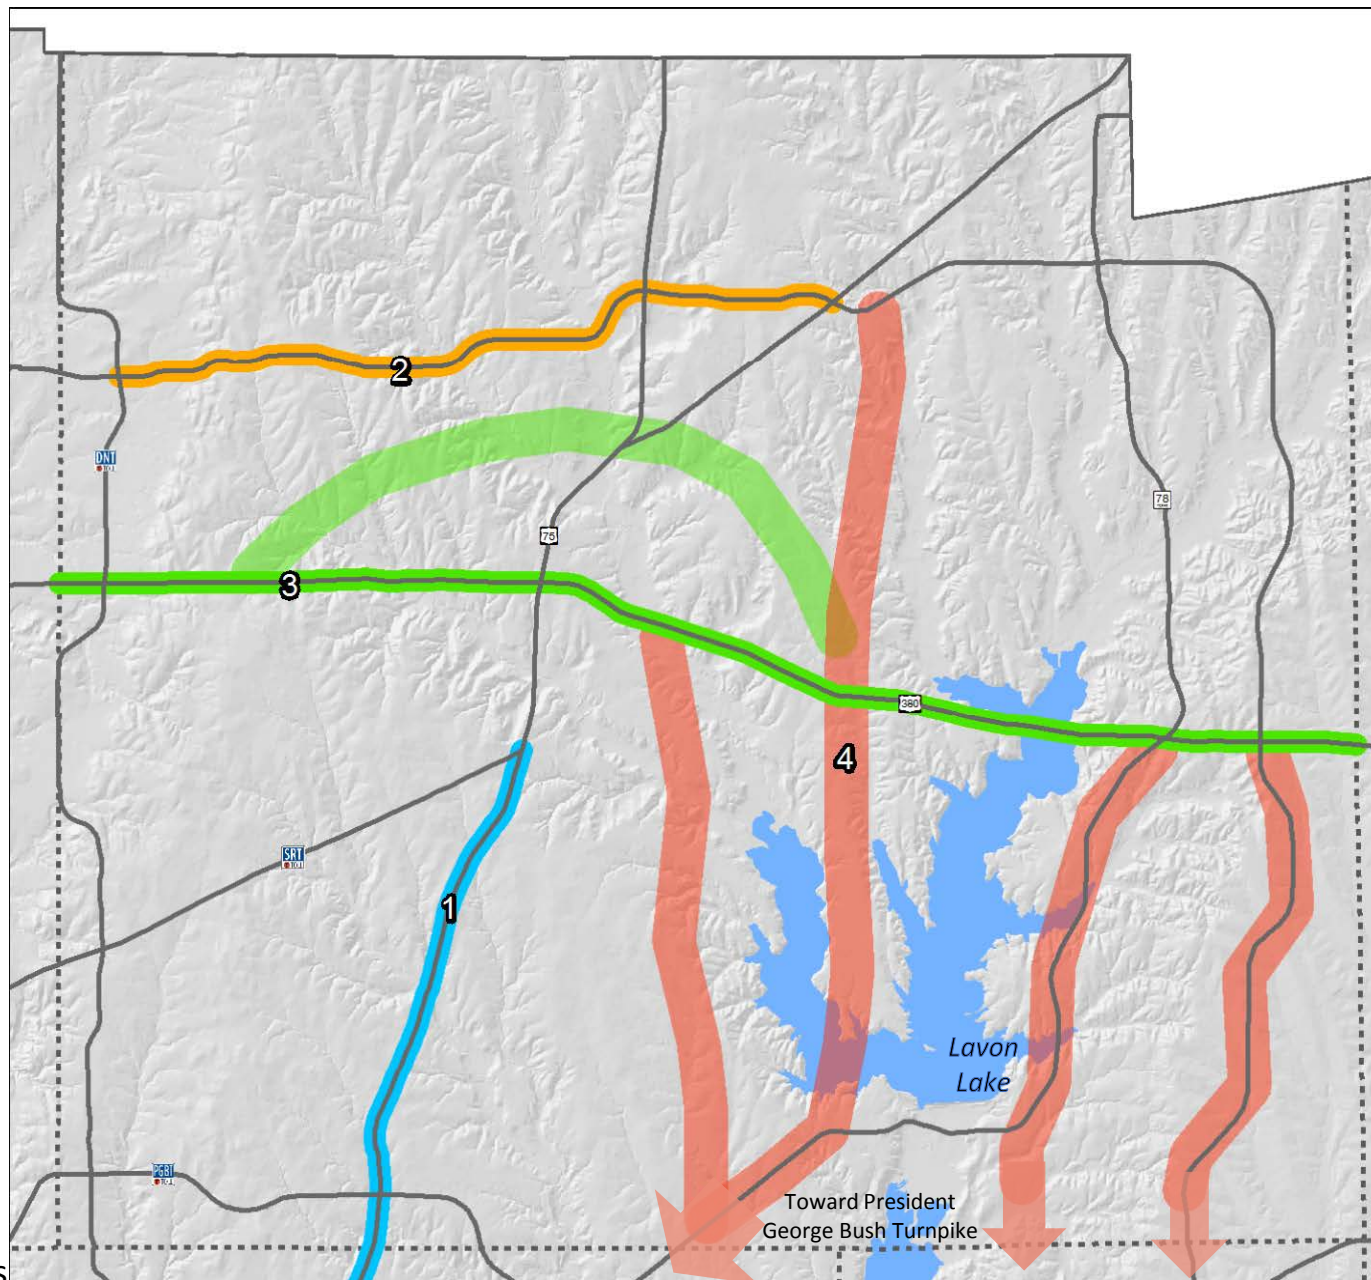 2
DNT
78
75
3
380
4
SRT
1
Lavon
Lake
PGBT
Toward President
George Bush Turnpike
s